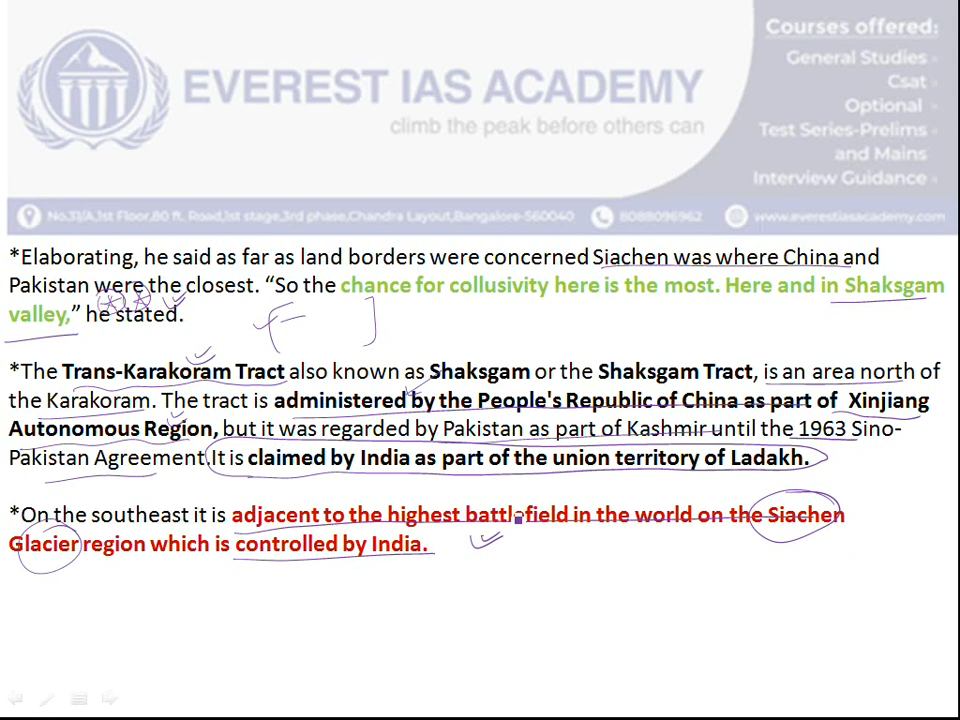 Courses offered:
General Studies
Csat
EVEREST IAS ACADEMY
Optional
climb the peak before others can
Test Series-Prelims
and Mains
Interview Guidance
No.31/A,1st Floor,80 ft. Road,1st stage,3rd phase,Chandra Layout,Bangalore-560040 8088096962 www.everestiasacademy.com
*Elaborating, he said as far as land borders were concerned Siachen was where China and
Pakistan were the closest. “So the chance for collusivity here is the most. Here and in Shaksgam
valley,” he stated.
*The Trans-Karakoram Tract also known as Shaksgam or the Shaksgam Tract, is an area north of
the Karakoram. The tract is administered by the People's Republic of China as part of Xinjiang
Autonomous Region, but it was regarded by Pakistan as part of Kashmir until the 1963 Sino-
Pakistan Agreement.It is claimed by India as part of the union territory of Ladakh.
*On the southeast it is adjacent to the highest battlefield in the world on the Siachen
Glacier region which is controlled by India.